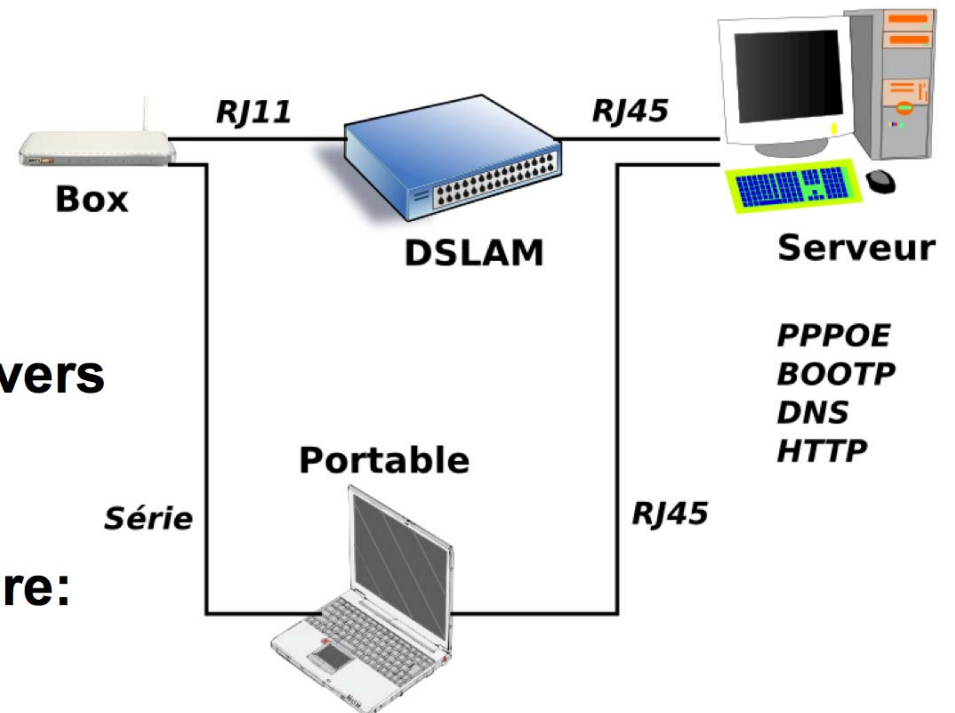 RJ11
RJ45
Box
DSLAM
Serveur
PPPOE
vers
BOOTP
DNS
HTTP
Portable
Série
RJ45
re: